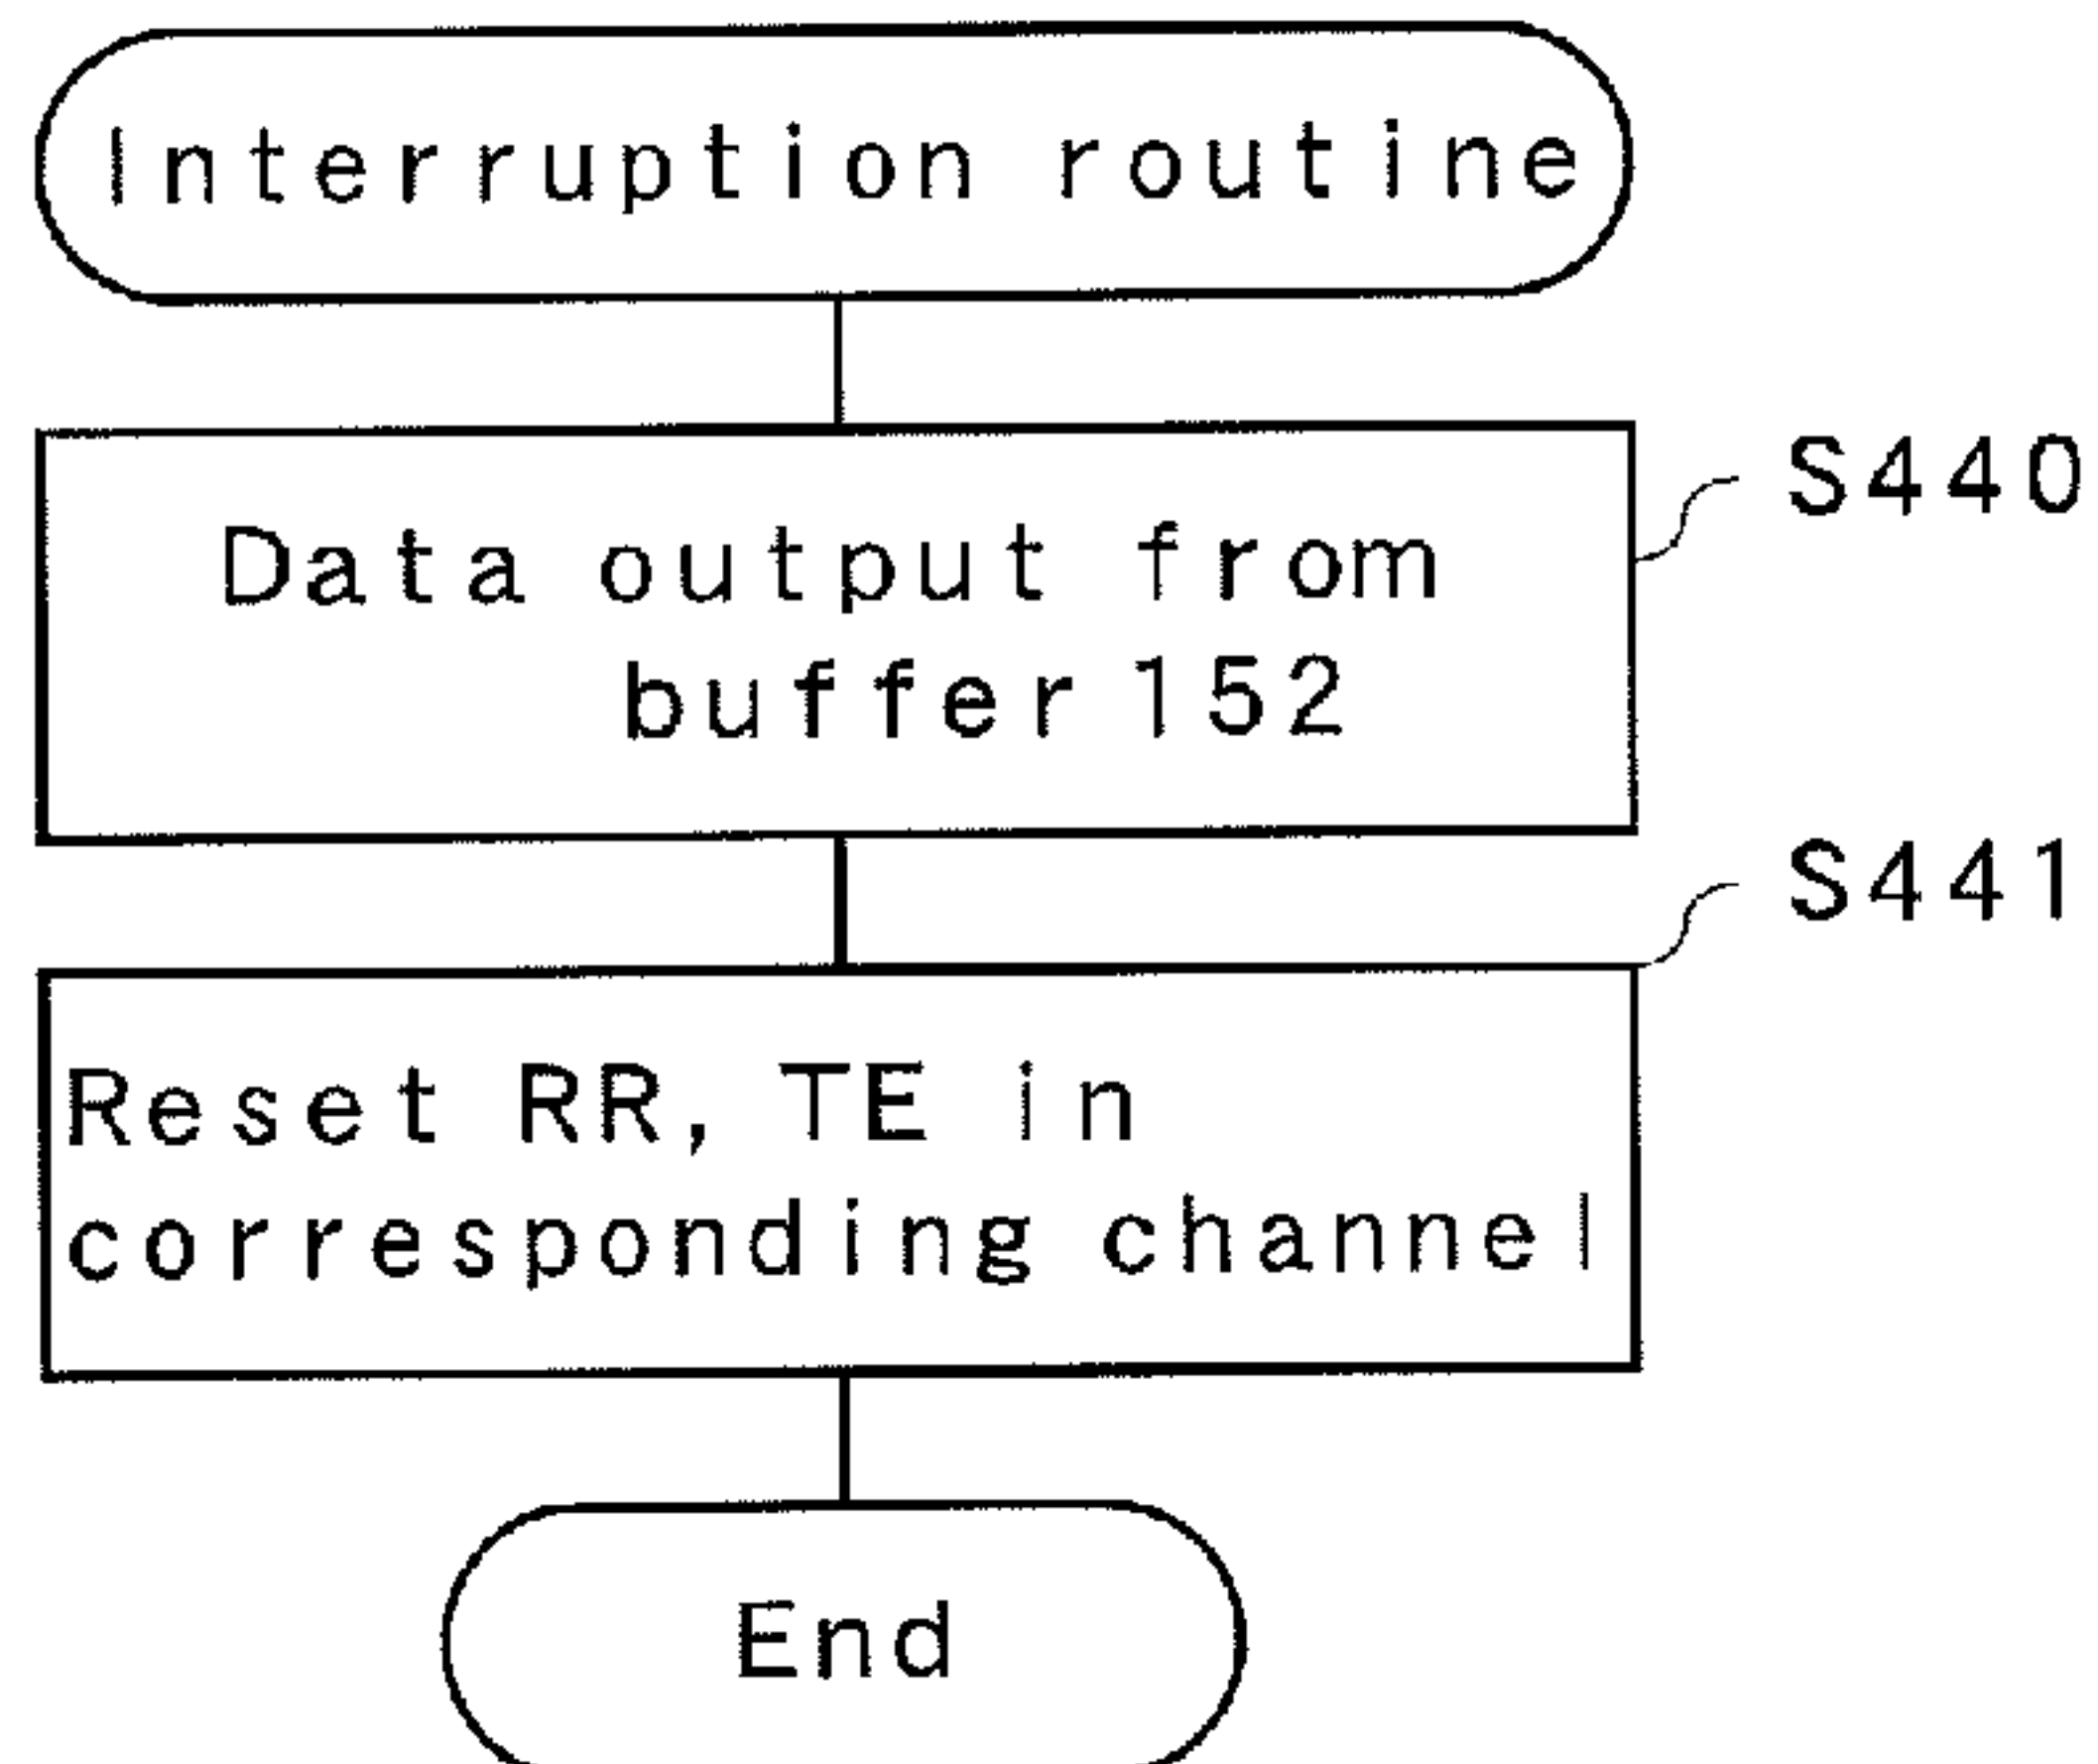 Interruption routine
S440
Data output from
buffer 152
S441
Reset RR, TE in
corresponding channel
End